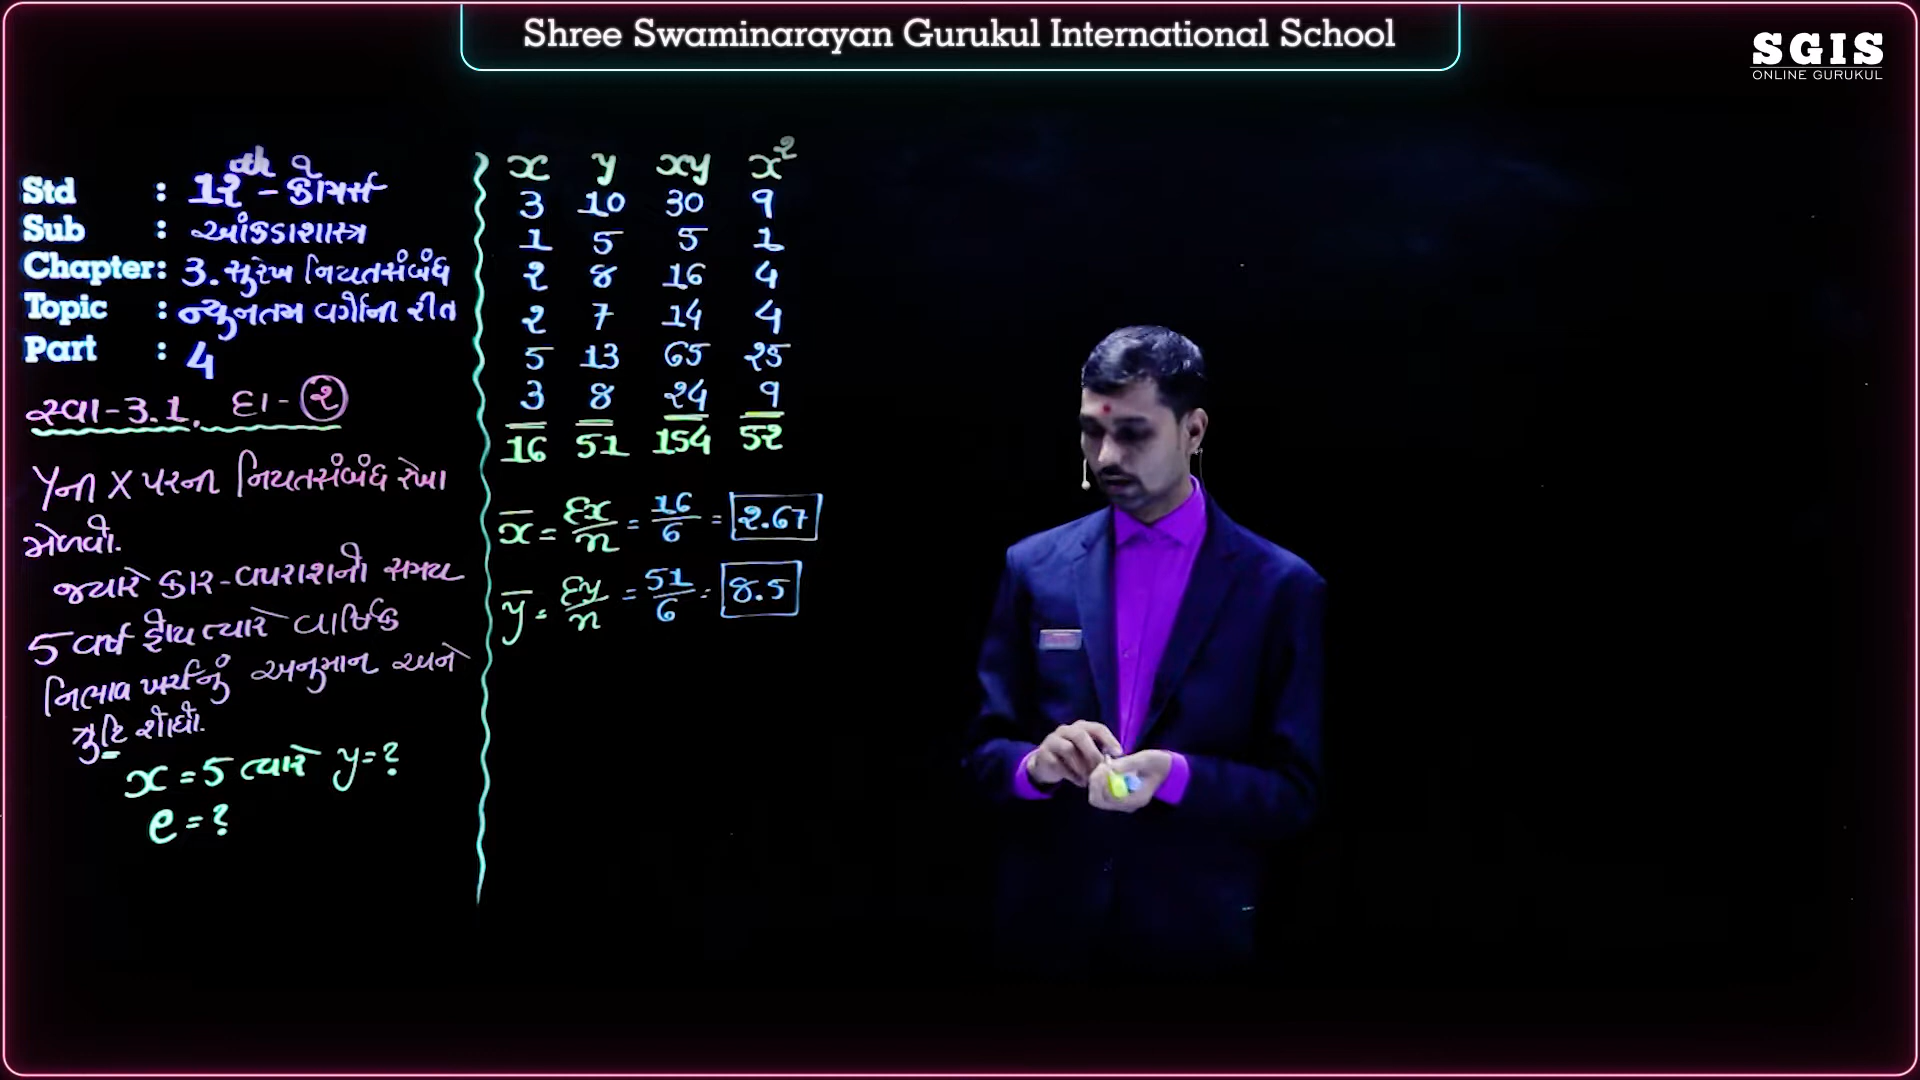 Shree Swaminarayan Gurukul International School
SGIS
ONLINE GURUKUL
Std : 12th - કોમર્સ
Sub : આંકડાશાસ્ત્ર
Chapter: 3. સુરેખ નિયતસંબંધ
Topic : ન્યુનતમ વર્ગોની રીત
Part : 4
સ્વા-3.1. દા-(૨)
Yની X પરની નિયતસંબંધ રેખા
મેળવો.
જ્યારે કાર-વપરાશનો સમય
5 વર્ષ હોય ત્યારે વાર્ષિક
નિભાવ ખર્ચનું અનુમાન અને
ત્રુટિ શોધો.
x = 5 ત્યારે y = ?
e = ?
x y xy x²
3 10 30 9
1 5 5 1
2 8 16 4
2 7 14 4
5 13 65 25
3 8 24 9
16 51 154 52
x̄ = Σx/n = 16/6 = 2.67
ȳ = Σy/n = 51/6 = 8.5